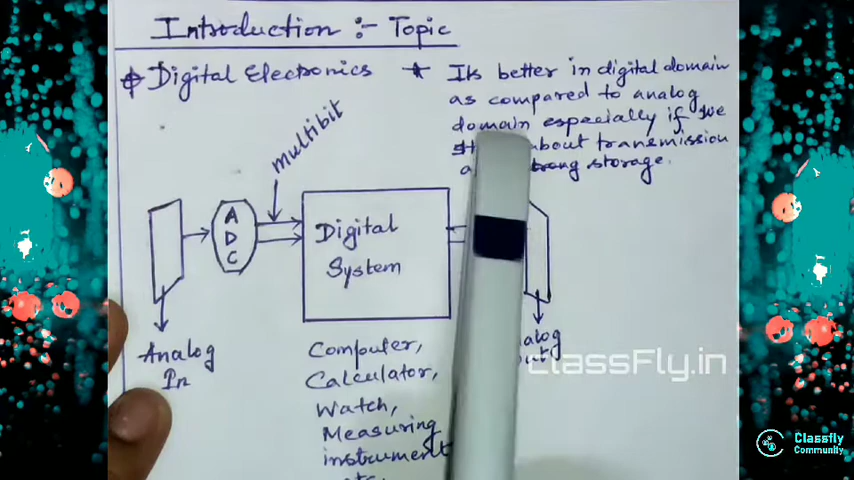 Introduction :- Topic
Digital Electronics
* Its better in digital domain
as compared to analog
domain especially if we
about transmission
storage.
multibit
A
D
C
Digital
System
Analog
In
Computer,
Calculator,
Watch,
Measuring
instrument
classFly.in
Classfly
Community